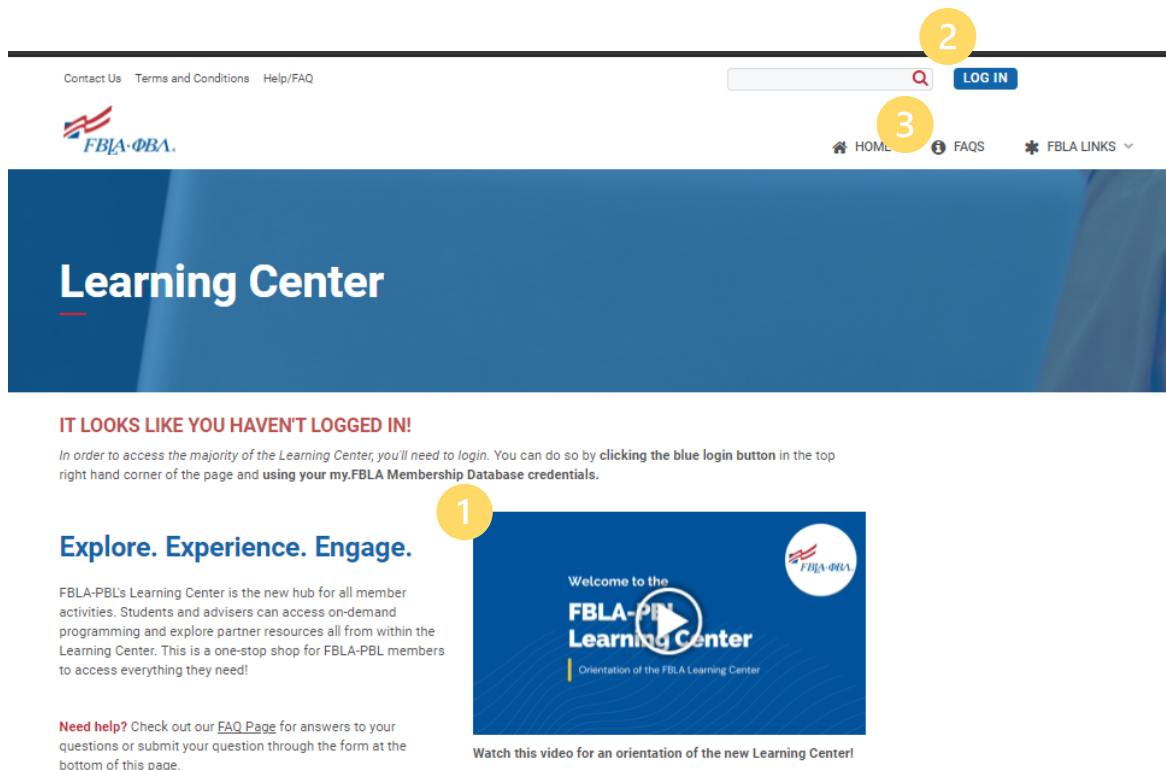 2
Contact Us Terms and Conditions Help/FAQ
LOG IN
FBLA-ΦBΛ.
3
HOME FAQS FBLA LINKS
Learning Center
IT LOOKS LIKE YOU HAVEN'T LOGGED IN!
In order to access the majority of the Learning Center, you'll need to login. You can do so by clicking the blue login button in the top
right hand corner of the page and using your my.FBLA Membership Database credentials.
1
Explore. Experience. Engage.
FBLA-PBL's Learning Center is the new hub for all member
activities. Students and advisers can access on-demand
programming and explore partner resources all from within the
Learning Center. This is a one-stop shop for FBLA-PBL members
to access everything they need!
Need help? Check out our FAQ Page for answers to your
questions or submit your question through the form at the
bottom of this page.
FBLA-ΦBΛ.
Welcome to the
FBLA-PBL
Learning Center
Orientation of the FBLA Learning Center
Watch this video for an orientation of the new Learning Center!